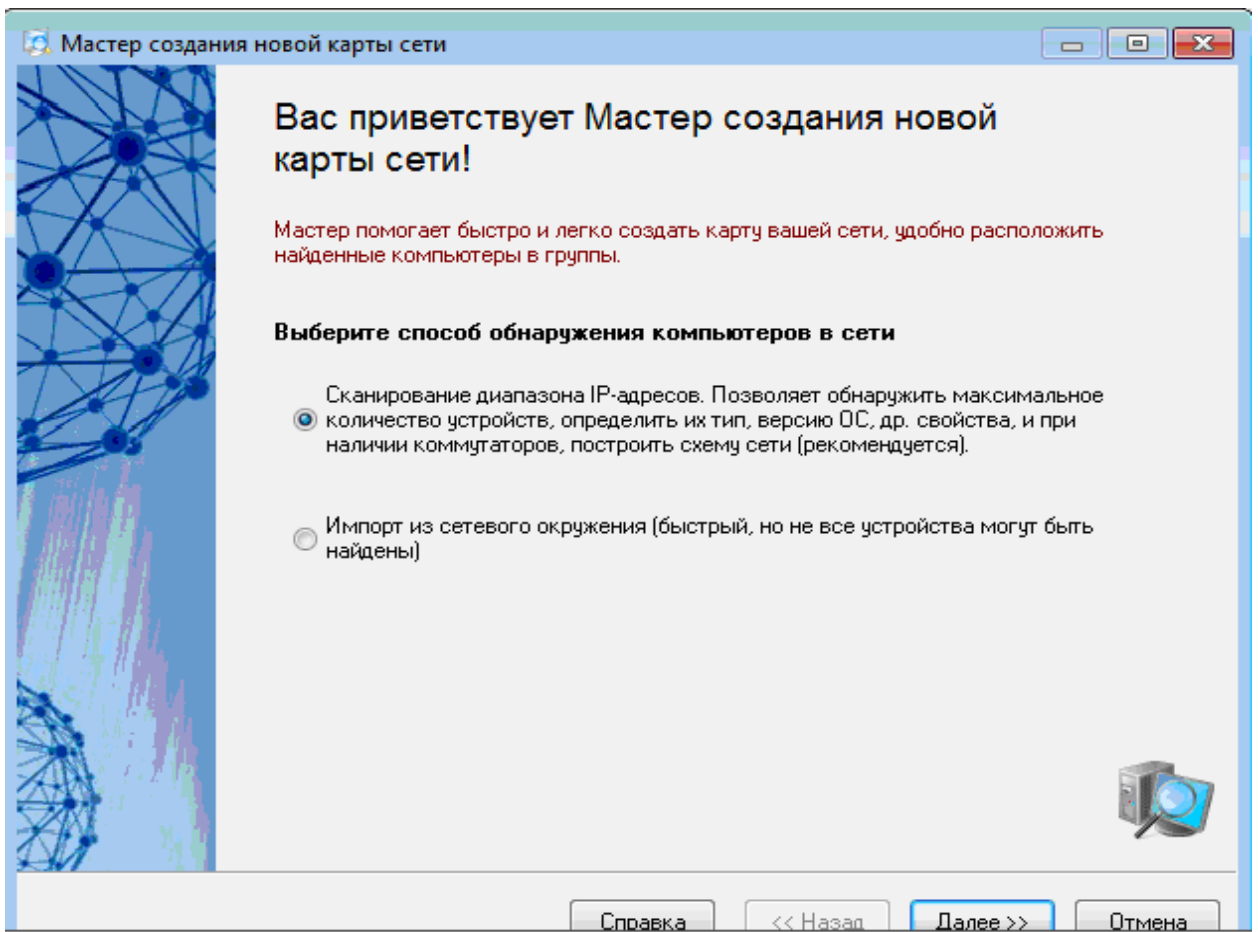 Мастер создания новой карты сети
Вас приветствует Мастер создания новой
карты сети!
Мастер помогает быстро и легко создать карту вашей сети, удобно расположить
найденные компьютеры в группы.
Выберите способ обнаружения компьютеров в сети
Сканирование диапазона IP-адресов. Позволяет обнаружить максимальное
количество устройств, определить их тип, версию ОС, др. свойства, и при
наличии коммутаторов, построить схему сети (рекомендуется).
Импорт из сетевого окружения (быстрый, но не все устройства могут быть
найдены)
Справка << Назад Далее >> Отмена